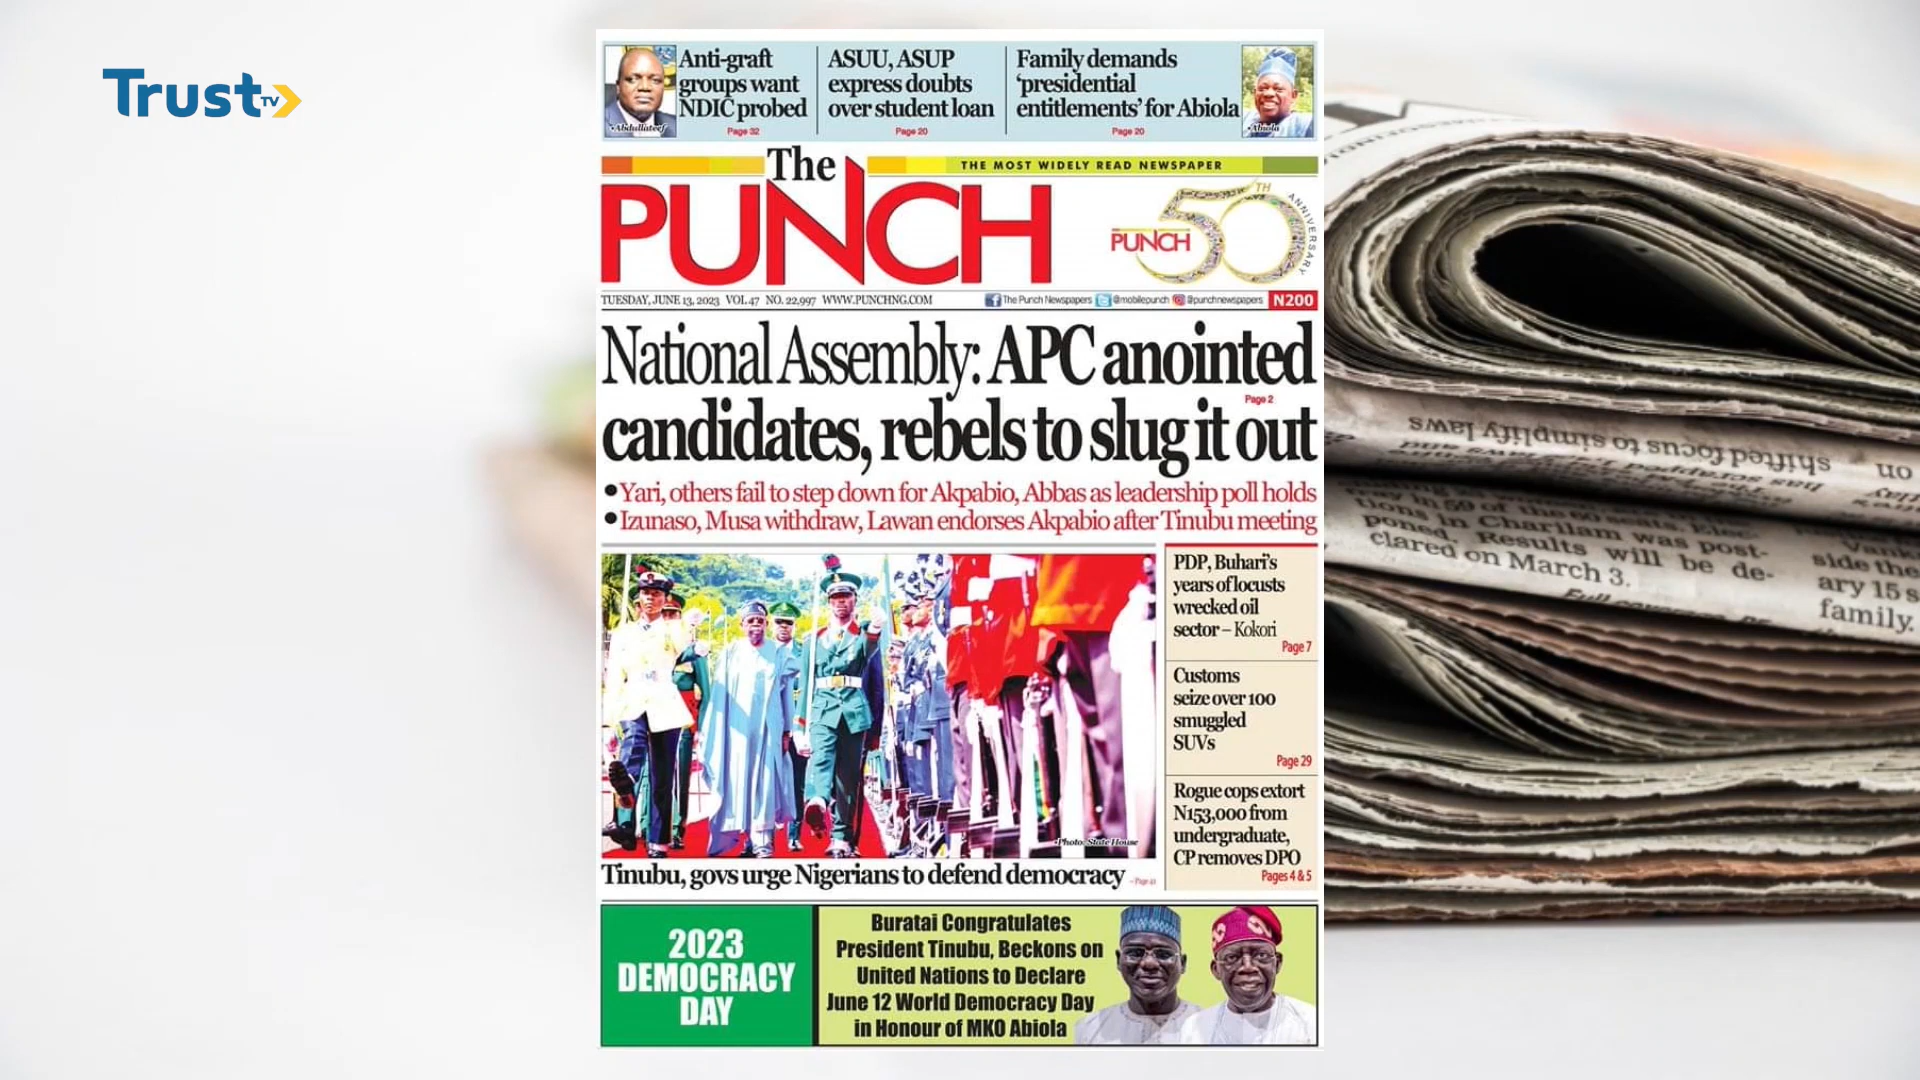 Trust TV
Anti-graft
groups want
NDIC probed
Page 32
•Abdullateef
ASUU, ASUP
express doubts
over student loan
Page 20
Family demands
‘presidential
entitlements’ for Abiola
Page 20
•Abiola
The
PUNCH
THE MOST WIDELY READ NEWSPAPER
PUNCH 50TH ANNIVERSARY
TUESDAY, JUNE 13, 2023 VOL 47 NO. 22,997 WWW.PUNCHNG.COM
The Punch Newspapers @mobilepunch @punchnewspapers N200
National Assembly: APC anointed
Page 2
candidates, rebels to slug it out
•Yari, others fail to step down for Akpabio, Abbas as leadership poll holds
•Izunaso, Musa withdraw, Lawan endorses Akpabio after Tinubu meeting
•Photo: State House
Tinubu, govs urge Nigerians to defend democracy
PDP, Buhari’s
years of locusts
wrecked oil
sector – Kokori
Page 7
Customs
seize over 100
smuggled
SUVs
Page 29
Rogue cops extort
N153,000 from
undergraduate,
CP removes DPO
Pages 4 & 5
2023
DEMOCRACY
DAY
Buratai Congratulates
President Tinubu, Beckons on
United Nations to Declare
June 12 World Democracy Day
in Honour of MKO Abiola
shifted focus to simplify laws
on
tions in Charilam was post-
poned. Results will be de-
clared on March 3.
side the
ary 15 s
family.